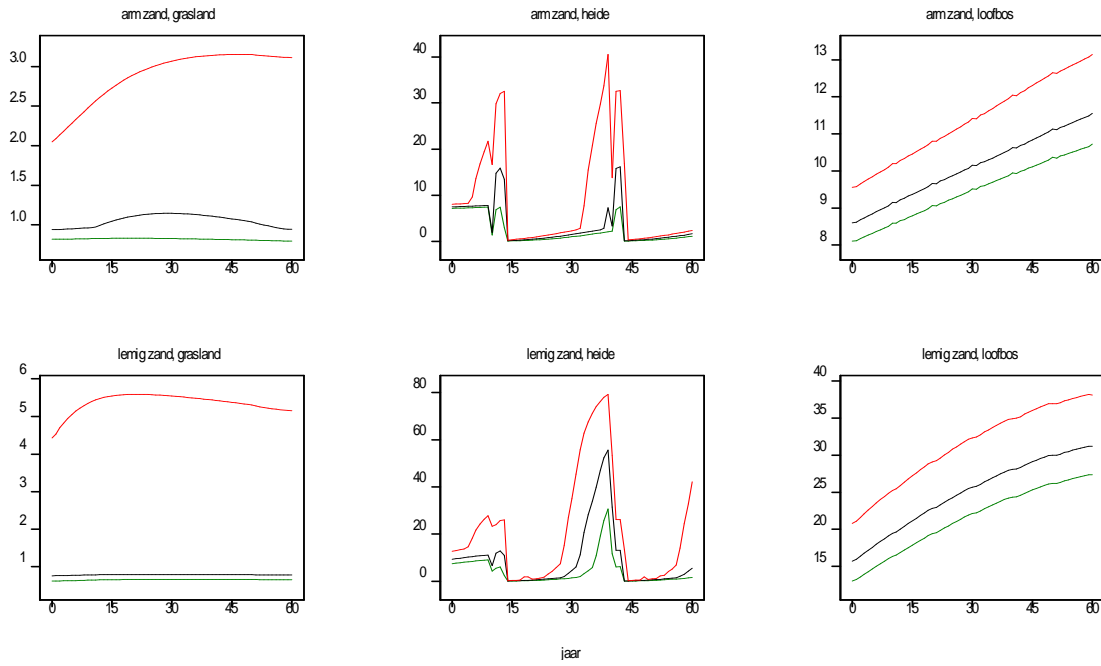 arm zand, grasland
arm zand, heide
arm zand, loofbos
3.0
2.5
2.0
1.5
1.0
0 15 30 45 60
40
30
20
10
0
0 15 30 45 60
13
12
11
10
9
8
0 15 30 45 60
lemig zand, grasland
lemig zand, heide
lemig zand, loofbos
6
5
4
3
2
1
0 15 30 45 60
80
60
40
20
0
0 15 30 45 60
40
35
30
25
20
15
0 15 30 45 60
jaar